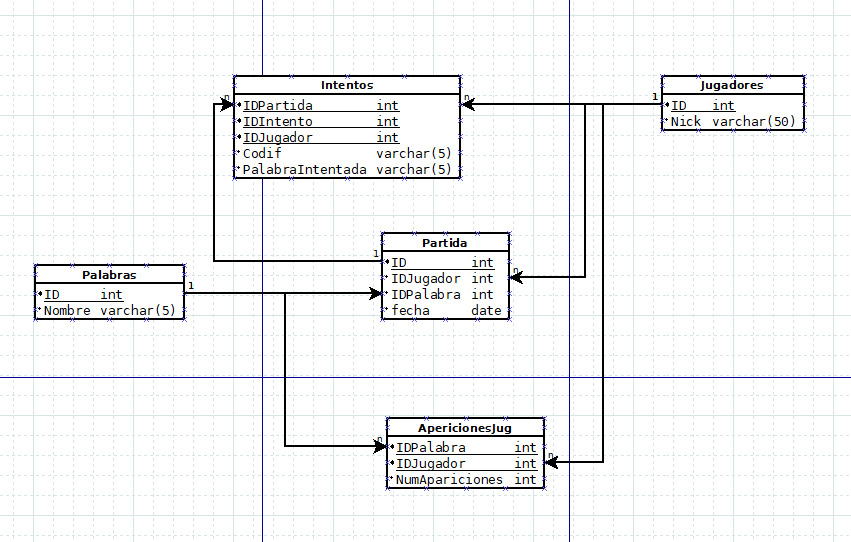 Intentos
n
IDPartida int
IDIntento int
IDJugador int
Codif varchar(5)
PalabraIntentada varchar(5)
n
Jugadores
1
ID int
Nick varchar(50)
Partida
1
ID int
IDJugador int
IDPalabra int
fecha date
n
Palabras
ID int
Nombre varchar(5)
1
ApericionesJug
n
IDPalabra int
IDJugador int
NumApariciones int
n